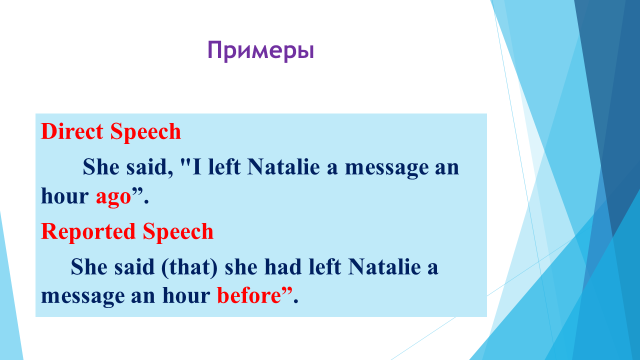 Примеры
Direct Speech
She said, "I left Natalie a message an
hour ago”.
Reported Speech
She said (that) she had left Natalie a
message an hour before”.